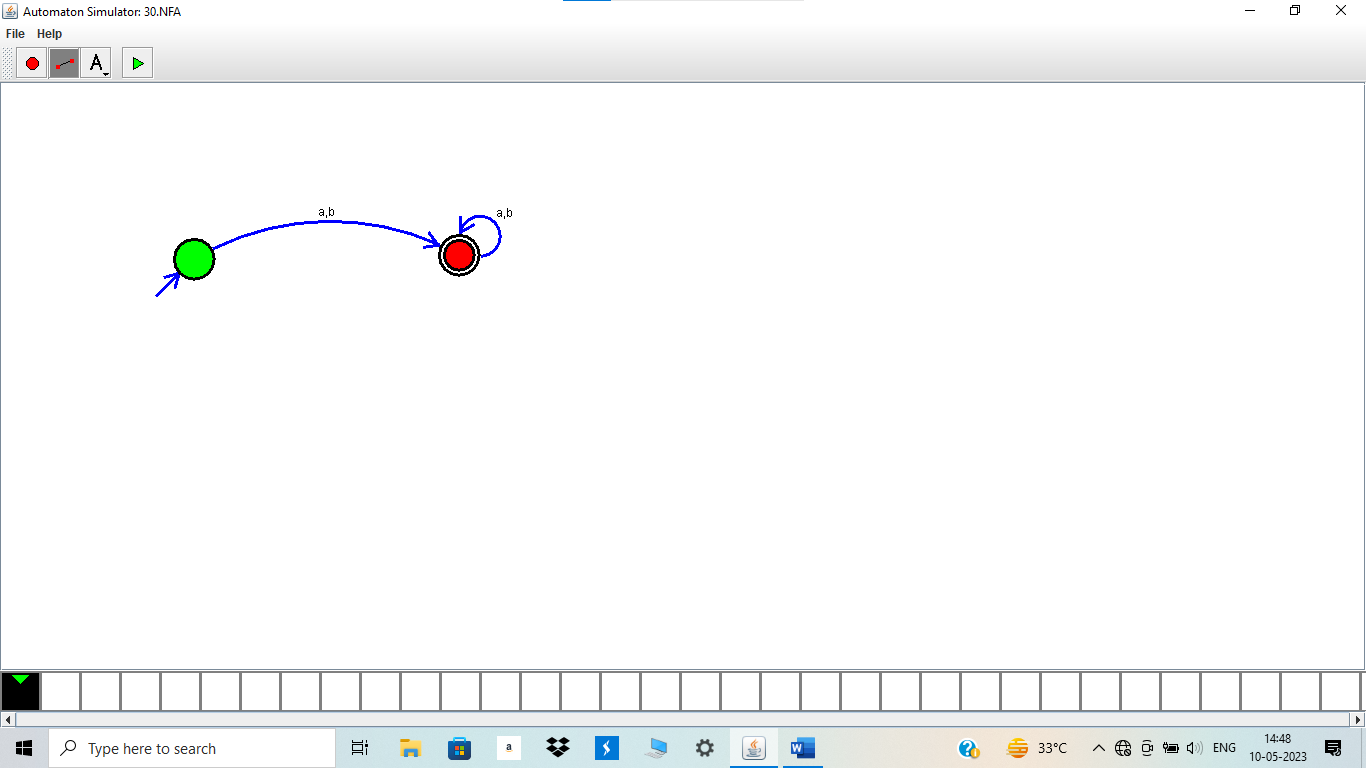 Automaton Simulator: 30.NFA
File Help
A
a,b
a,b
Type here to search
a
W
33°C
ENG
14:48
10-05-2023